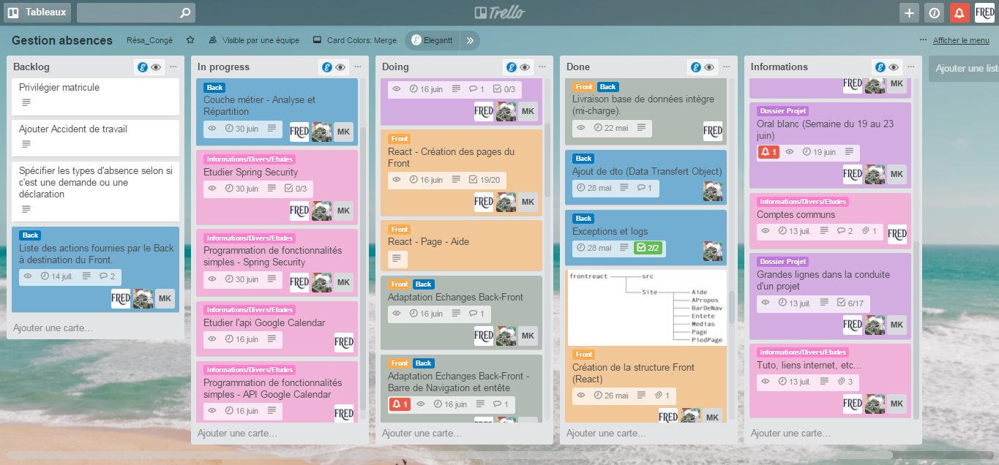 Tableaux
Trello
FRED
Gestion absences
Résa_Congé
Visible par une équipe
Card Colors: Merge
Elegantt
Afficher le menu
Backlog
Privilégier matricule
Ajouter Accident de travail
Spécifier les types d'absence selon si
c'est une demande ou une
déclaration
Back
Liste des actions fournies par le Back
à destination du Front.
14 juil. 2
FRED MK
Ajouter une carte...
In progress
Back
Couche métier - Analyse et
Répartition
30 juin FRED MK
Informations/Divers/Etudes
Etudier Spring Security
30 juin 0/3
FRED MK
Informations/Divers/Etudes
Programmation de fonctionnalités
simples - Spring Security
30 juin FRED MK
Informations/Divers/Etudes
Etudier l'api Google Calendar
16 juin FRED
Informations/Divers/Etudes
Programmation de fonctionnalités
simples - API Google Calendar
16 juin FRED
Ajouter une carte...
Doing
16 juin 1 0/3
FRED MK
Front
React - Création des pages du
Front
16 juin 19/20
FRED MK
Front
React - Page - Aide
Front Back
Adaptation Echanges Back-Front
16 juin 1
FRED MK
Front Back
Adaptation Echanges Back-Front -
Barre de Navigation et entête
1 16 juin 1
Ajouter une carte...
Done
Front Back
Livraison base de données intègre
(mi-charge).
22 mai FRED
Back
Ajout de dto (Data Transfert Object)
28 mai 1
Back
Exceptions et logs
28 mai 2/2
frontreact src
Site Aide
APropos
BarDeNav
Entete
Medias
Page
PiedPage
Front
Création de la structure Front
(React)
26 mai 1
FRED MK
Ajouter une carte...
Informations
FRED MK
Dossier Projet
Oral blanc (Semaine du 19 au 23
juin)
1 19 juin
FRED MK
Informations/Divers/Etudes
Comptes communs
13 juil. 2 1 FRED
Dossier Projet
Grandes lignes dans la conduite
d'un projet
13 juil. 6/17
FRED MK
Informations/Divers/Etudes
Tuto, liens internet, etc...
13 juil. 3
FRED MK
Ajouter une carte...
Ajouter une liste